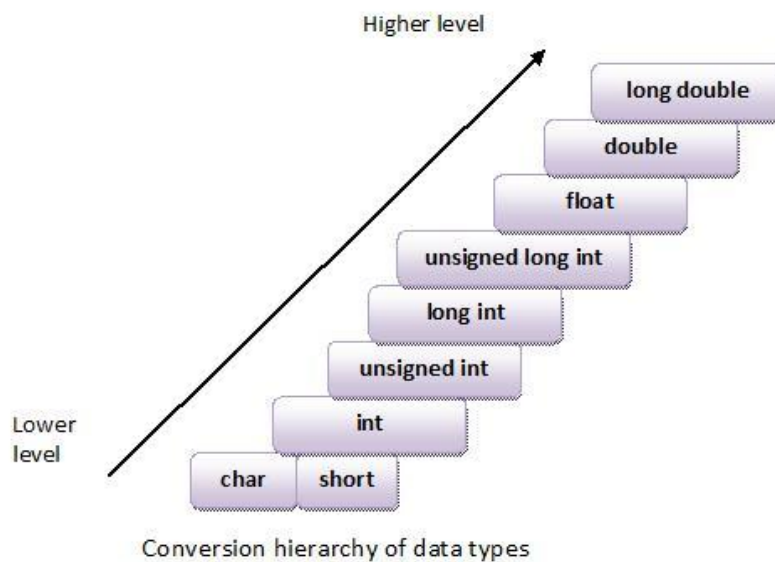 Higher level
long double
double
float
unsigned long int
long int
unsigned int
int
Lower
level
char short
Conversion hierarchy of data types